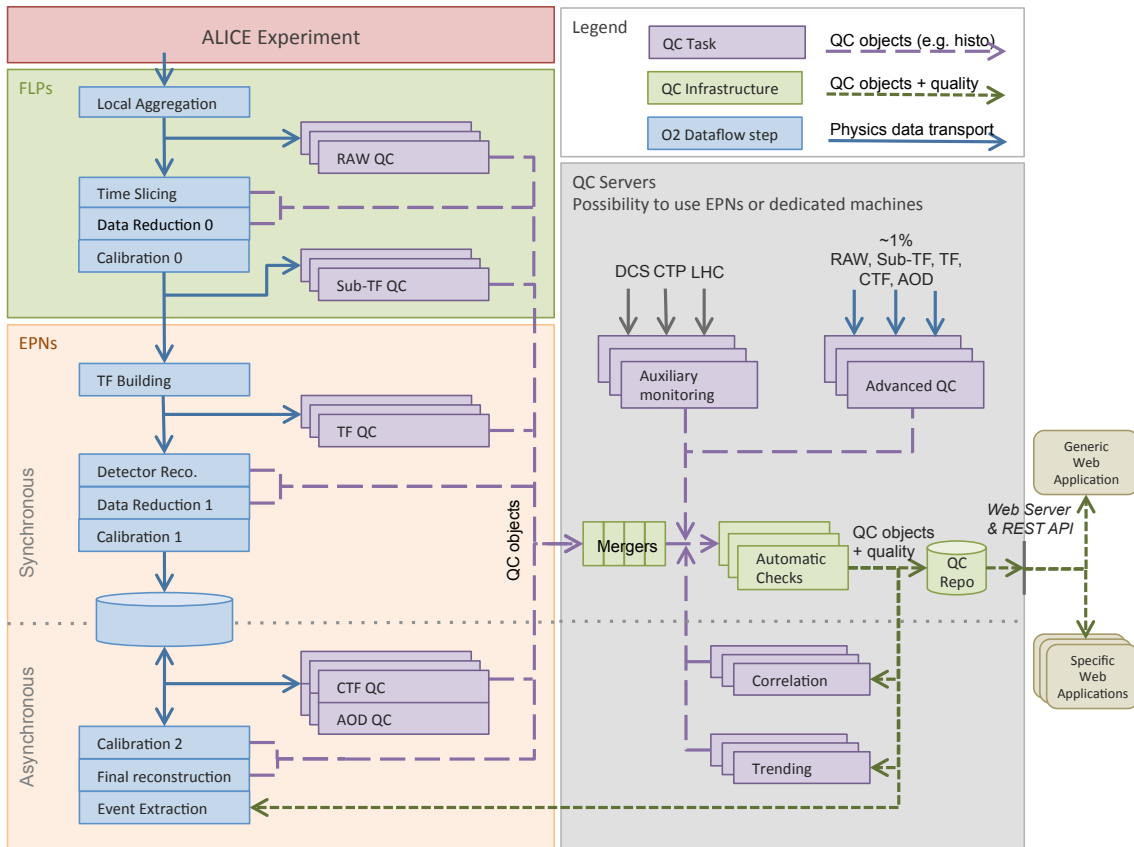 ALICE Experiment
FLPs
Local Aggregation
RAW QC
Time Slicing
Data Reduction 0
Calibration 0
Sub-TF QC
EPNs
TF Building
TF QC
Synchronous
Detector Reco.
Data Reduction 1
Calibration 1
QC objects
Asynchronous
CTF QC
AOD QC
Calibration 2
Final reconstruction
Event Extraction
Legend
QC Task
QC objects (e.g. histo)
QC Infrastructure
QC objects + quality
O2 Dataflow step
Physics data transport
QC Servers
Possibility to use EPNs or dedicated machines
DCS CTP LHC
~1%
RAW, Sub-TF, TF,
CTF, AOD
Auxiliary
monitoring
Advanced QC
Mergers
Automatic
Checks
QC objects
+ quality
QC
Repo
Web Server
& REST API
Correlation
Trending
Generic
Web
Application
Specific
Web
Applications